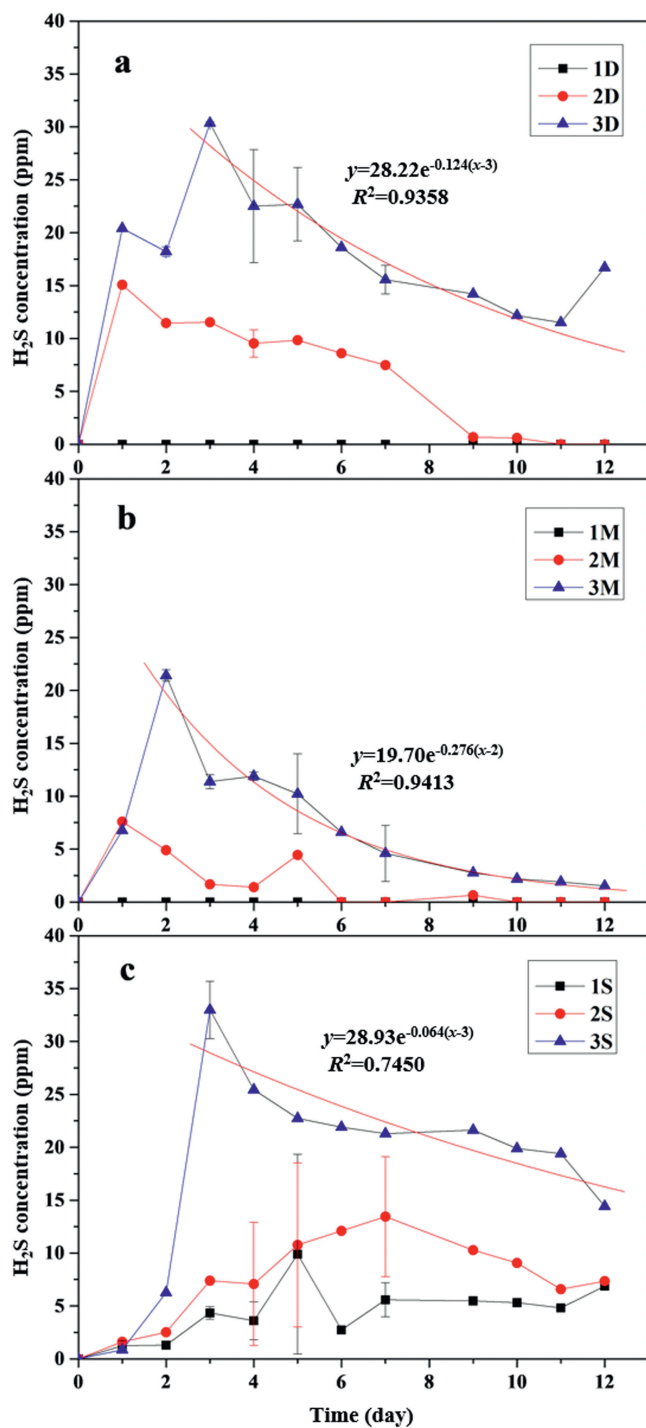 a
1D
2D
3D
y=28.22e^-0.124(x-3)
R²=0.9358
H₂S concentration (ppm)
40
35
30
25
20
15
10
5
0
0 2 4 6 8 10 12
b
1M
2M
3M
y=19.70e^-0.276(x-2)
R²=0.9413
H₂S concentration (ppm)
40
35
30
25
20
15
10
5
0
0 2 4 6 8 10 12
c
1S
2S
3S
y=28.93e^-0.064(x-3)
R²=0.7450
H₂S concentration (ppm)
40
35
30
25
20
15
10
5
0
0 2 4 6 8 10 12
Time (day)